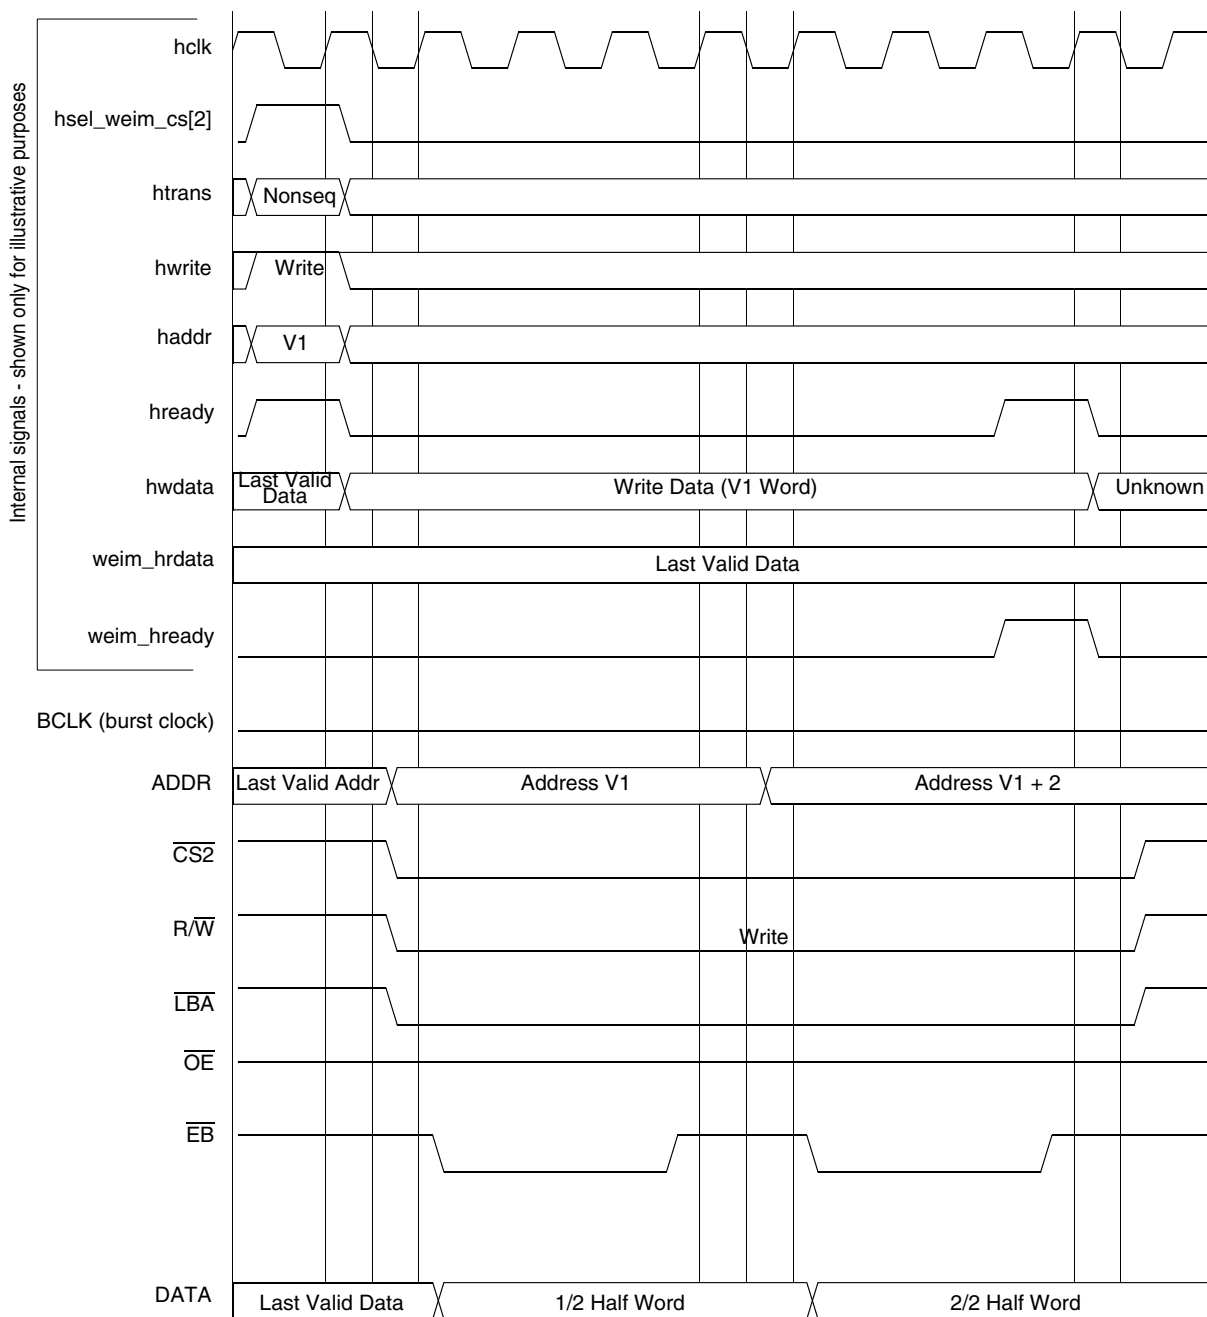 Internal signals - shown only for illustrative purposes
hclk
hsel_weim_cs[2]
htrans
Nonseq
hwrite
Write
haddr
V1
hready
hwdata
Last Valid
Data
Write Data (V1 Word)
Unknown
weim_hrdata
Last Valid Data
weim_hready
BCLK (burst clock)
ADDR
Last Valid Addr
Address V1
Address V1 + 2
CS2
R/W
Write
LBA
OE
EB
DATA
Last Valid Data
1/2 Half Word
2/2 Half Word